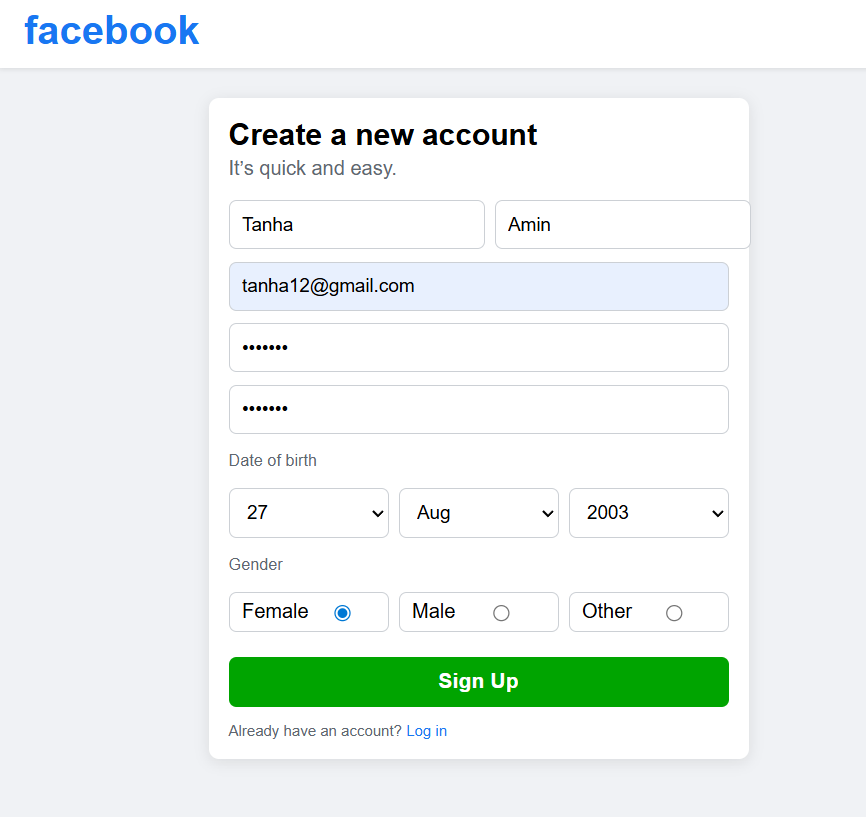 facebook
Create a new account
It’s quick and easy.
Tanha Amin
tanha12@gmail.com
•••••••
•••••••
Date of birth
27 Aug 2003
Gender
Female Male Other
Sign Up
Already have an account? Log in